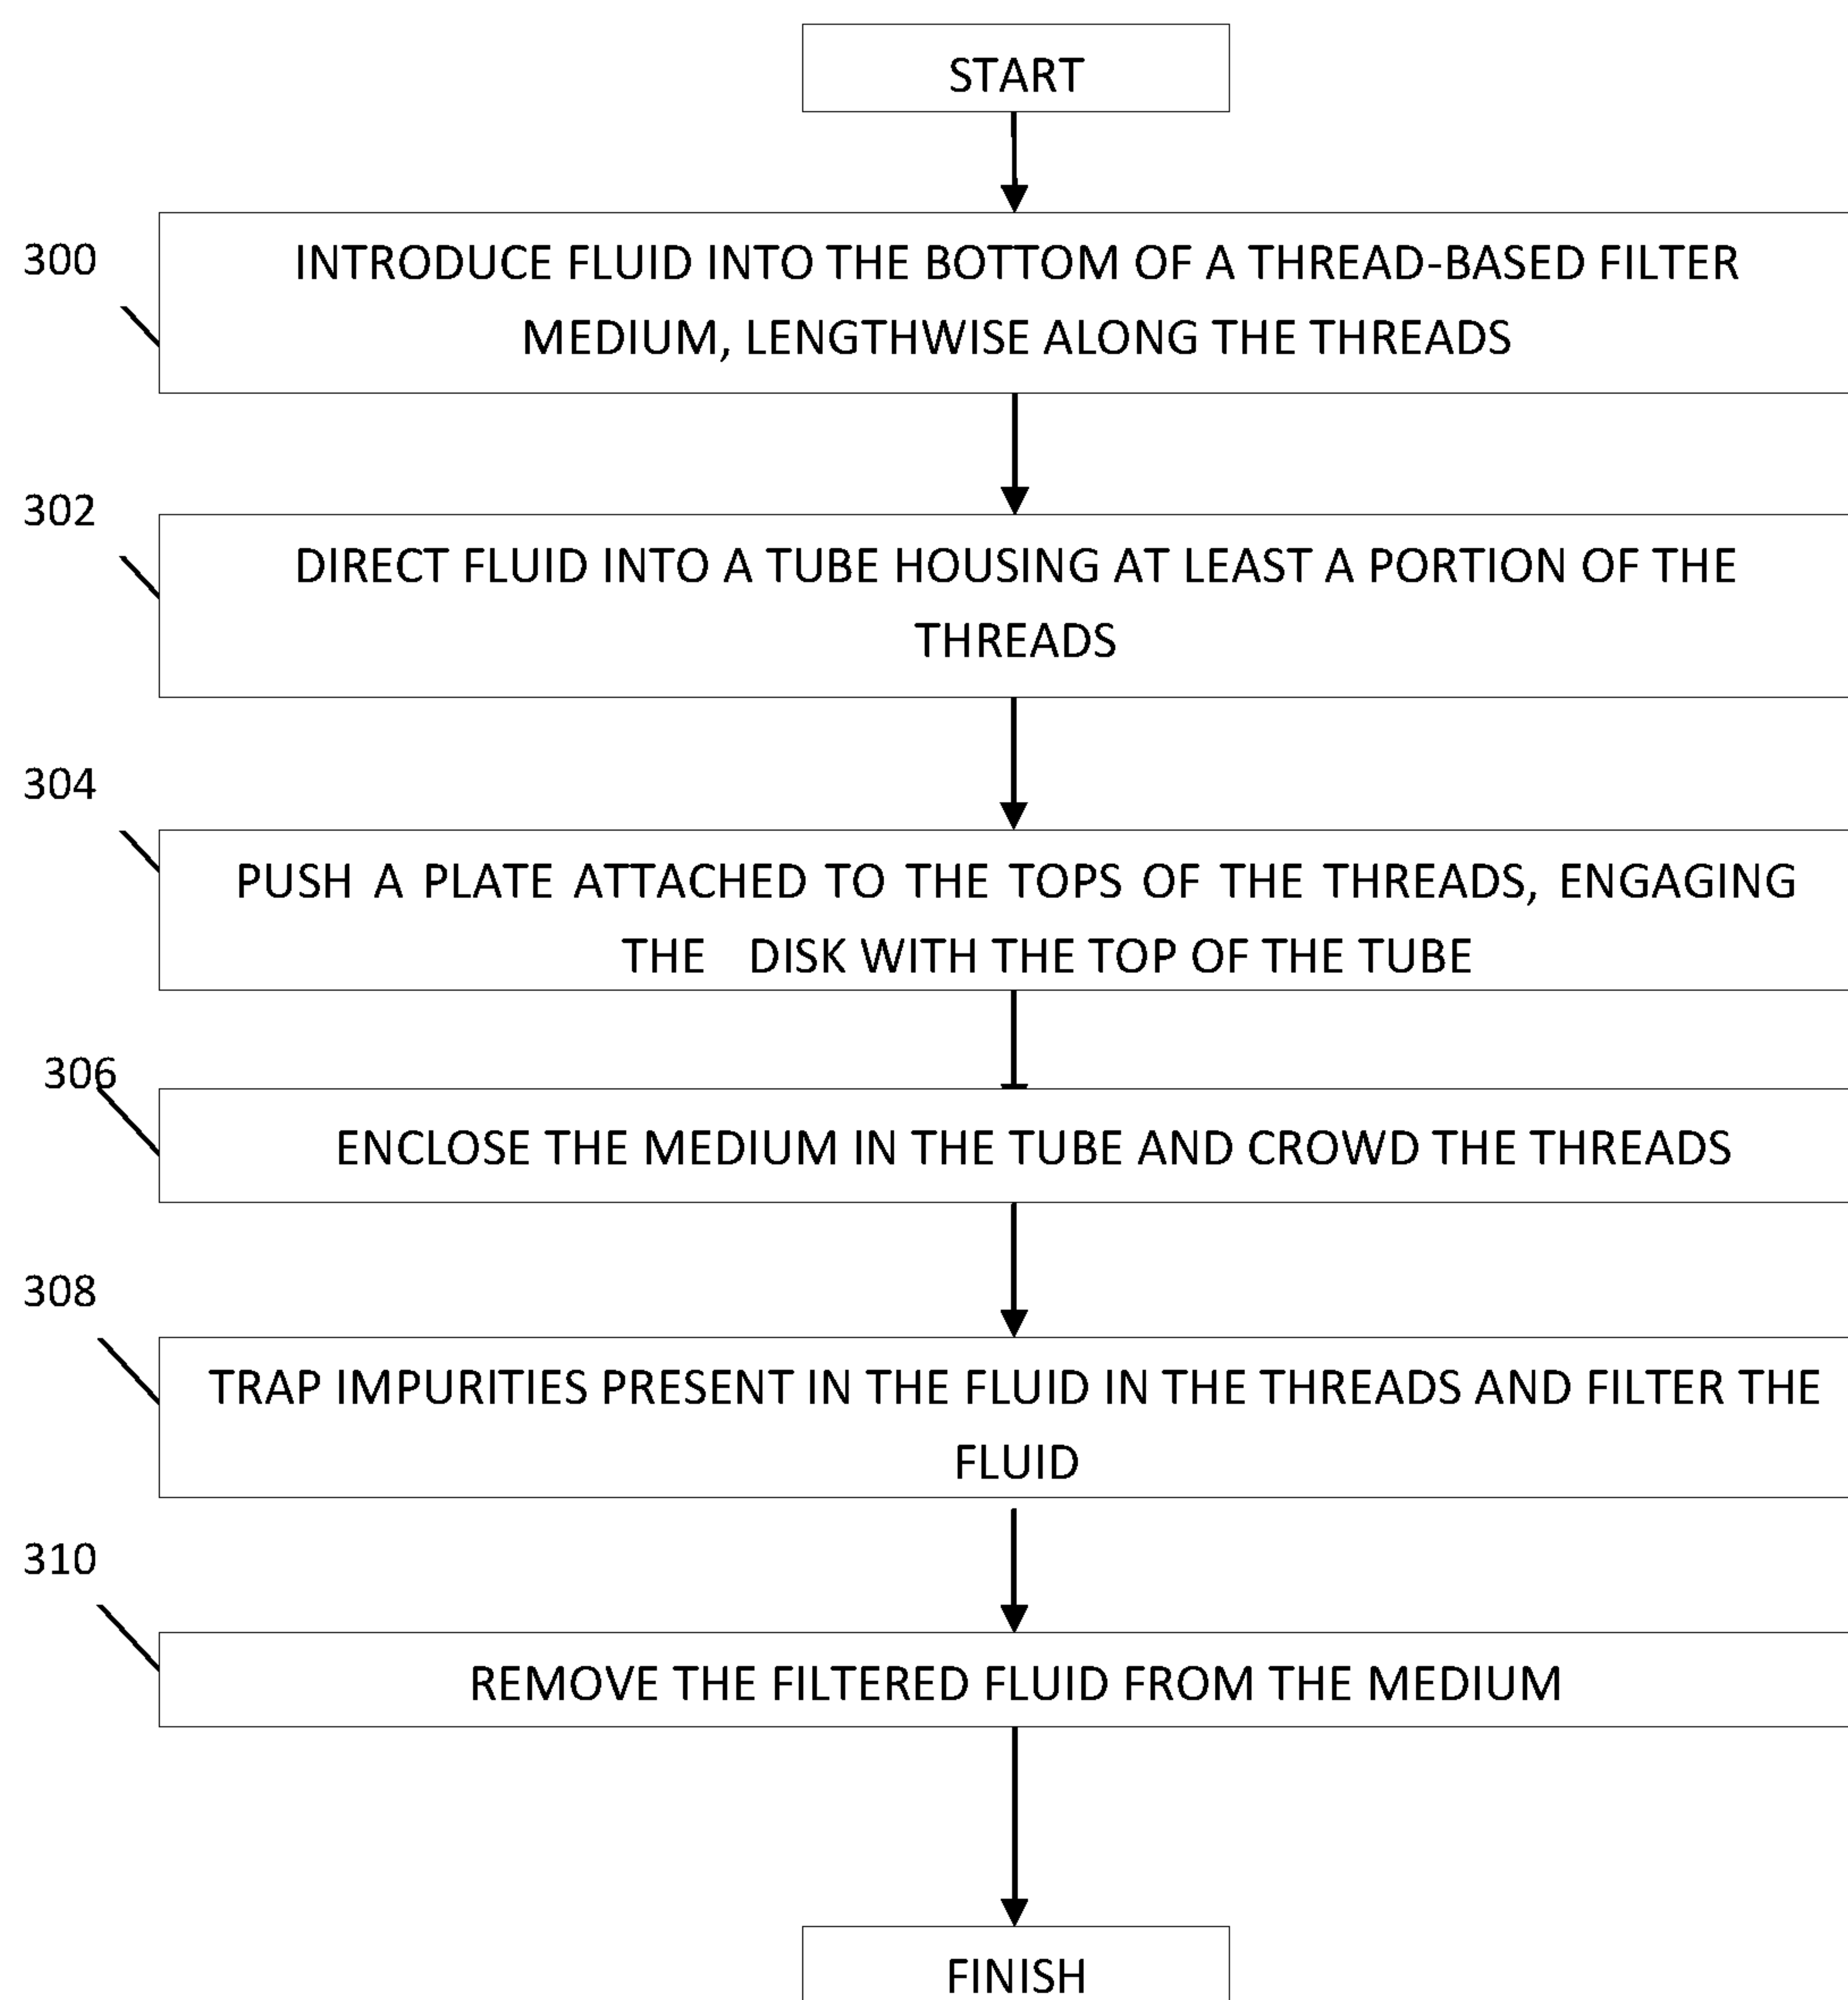 START
300
INTRODUCE FLUID INTO THE BOTTOM OF A THREAD-BASED FILTER
MEDIUM, LENGTHWISE ALONG THE THREADS
302
DIRECT FLUID INTO A TUBE HOUSING AT LEAST A PORTION OF THE
THREADS
304
PUSH A PLATE ATTACHED TO THE TOPS OF THE THREADS, ENGAGING
THE DISK WITH THE TOP OF THE TUBE
306
ENCLOSE THE MEDIUM IN THE TUBE AND CROWD THE THREADS
308
TRAP IMPURITIES PRESENT IN THE FLUID IN THE THREADS AND FILTER THE
FLUID
310
REMOVE THE FILTERED FLUID FROM THE MEDIUM
FINISH